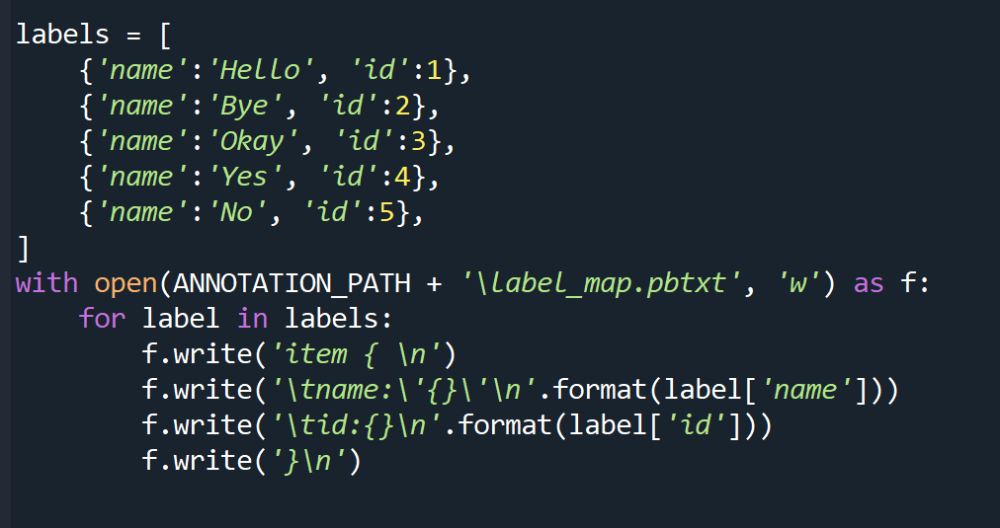 labels = [
    {'name':'Hello', 'id':1},
    {'name':'Bye', 'id':2},
    {'name':'Okay', 'id':3},
    {'name':'Yes', 'id':4},
    {'name':'No', 'id':5},
]
with open(ANNOTATION_PATH + '\label_map.pbtxt', 'w') as f:
    for label in labels:
        f.write('item { \n')
        f.write('\tname:\'{}\'\n'.format(label['name']))
        f.write('\tid:{}\n'.format(label['id']))
        f.write('}\n')